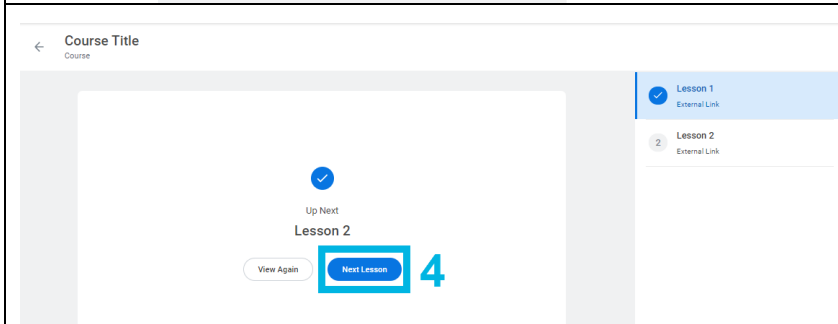 Course Title
Course
Lesson 1
External Link
2
Lesson 2
External Link
Up Next
Lesson 2
View Again
Next Lesson
4